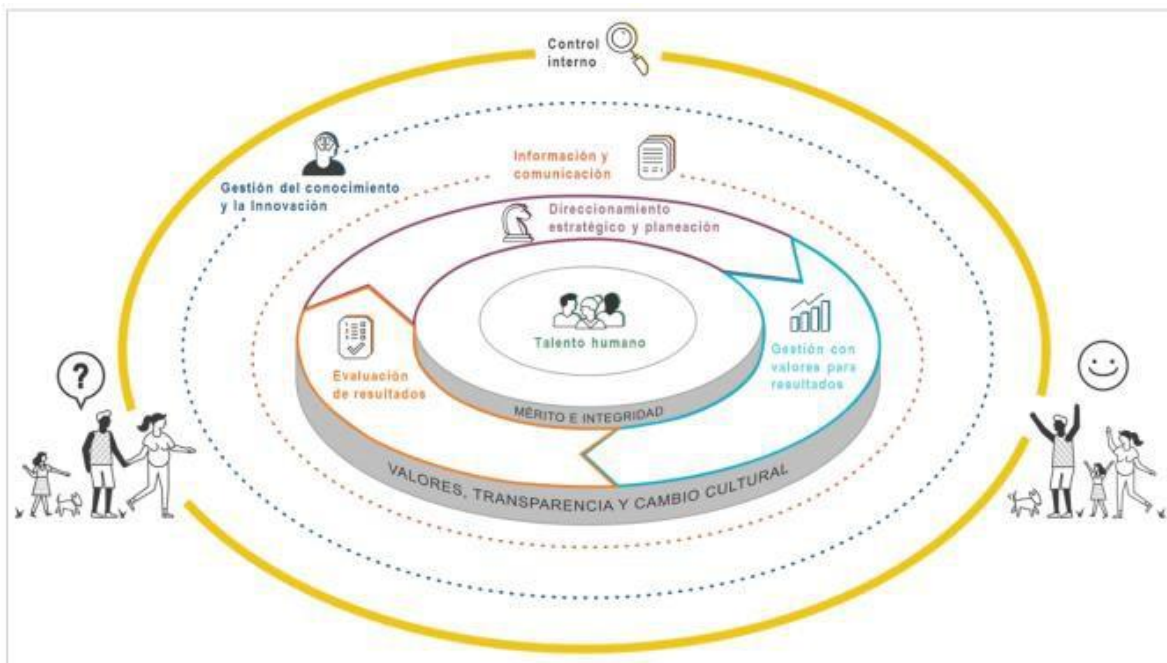 Control
interno
Información y
comunicación
Gestión del conocimiento
y la Innovación
Direccionamiento
estratégico y planeación
Talento humano
Gestión con
valores para
resultados
Evaluación
de resultados
MÉRITO E INTEGRIDAD
VALORES, TRANSPARENCIA Y CAMBIO CULTURAL
?